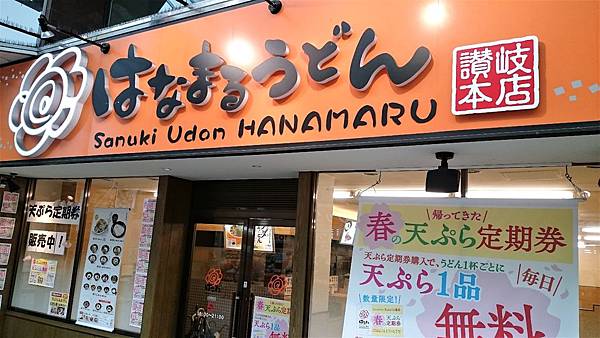 はなまるうどん
讃岐
本店
Sanuki Udon HANAMARU
天ぷら定期券
販売中!
帰ってきた
春の天ぷら定期券
天ぷら定期券購入で、うどん1杯ごとに
毎日
天ぷら1品
数量限定!
無料